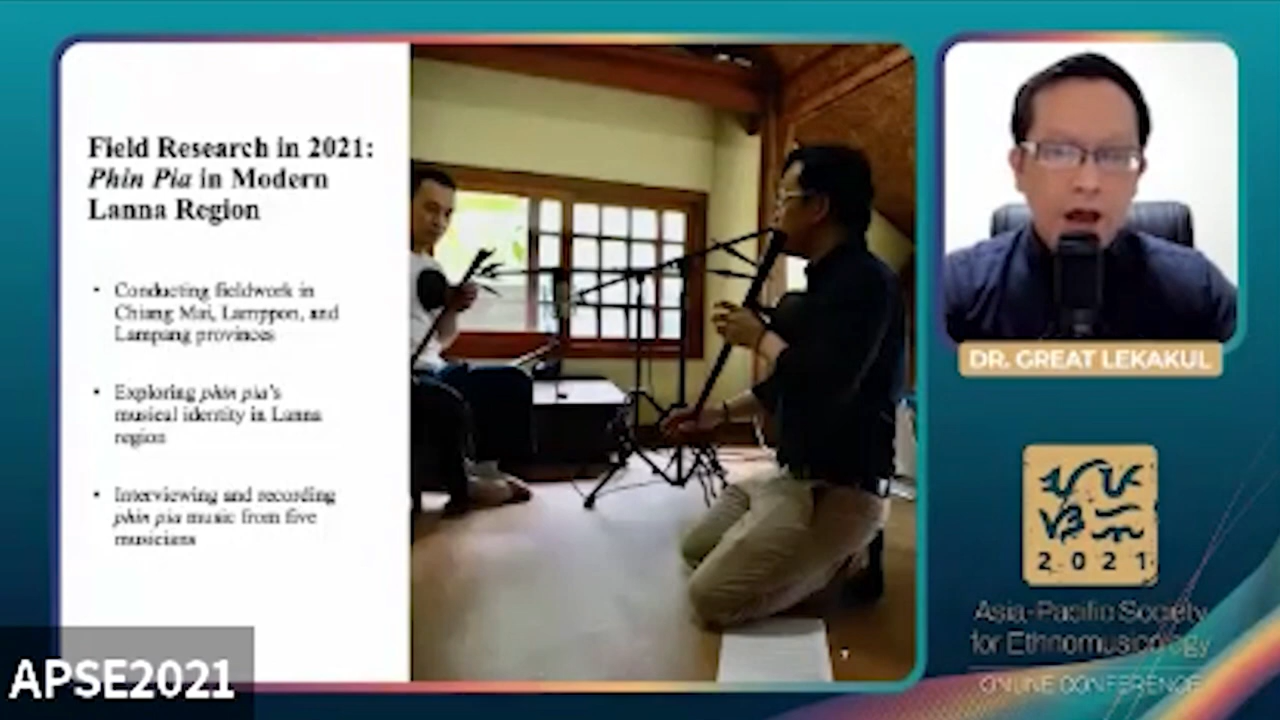 Field Research in 2021:
Phin Pia in Modern
Lanna Region
• Conducting fieldwork in
Chiang Mai, Lamppon, and
Lampang provinces
• Exploring phin pia's
musical identity in Lanna
region
• Interviewing and recording
phin pia music from five
musicians
APSE2021
DR. GREAT LEKAKUL
2021
Asia-Pacific Society
for Ethnomusicology
ONLINE CONFERENCE